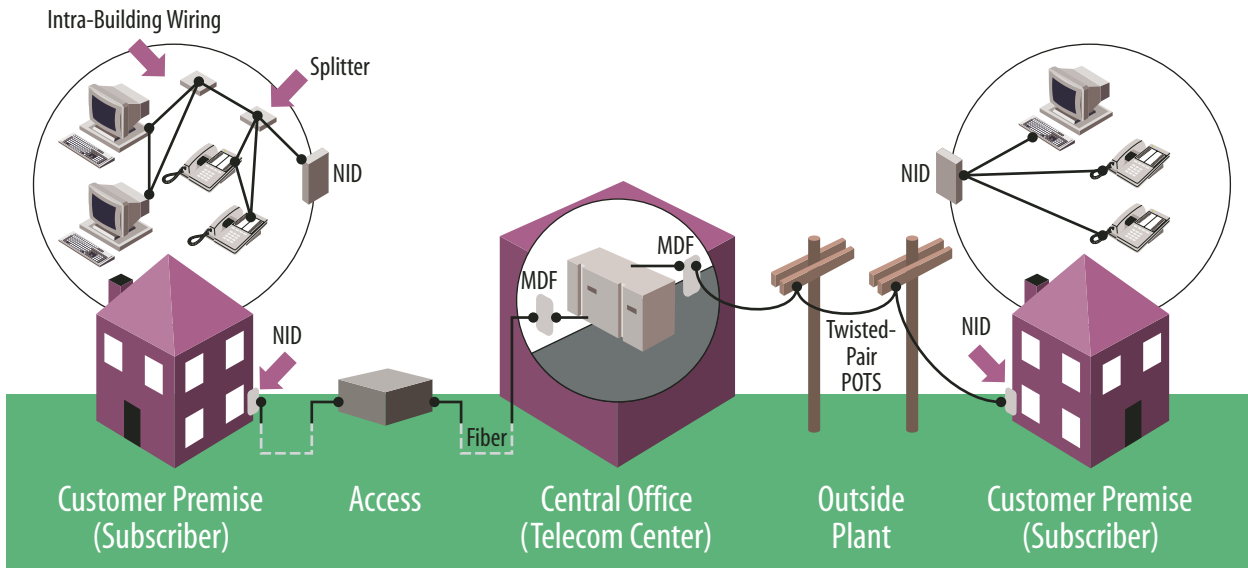 Intra-Building Wiring
Splitter
NID
NID
MDF
MDF
Twisted-
Pair
POTS
NID
NID
Fiber
Customer Premise
(Subscriber)
Access
Central Office
(Telecom Center)
Outside
Plant
Customer Premise
(Subscriber)